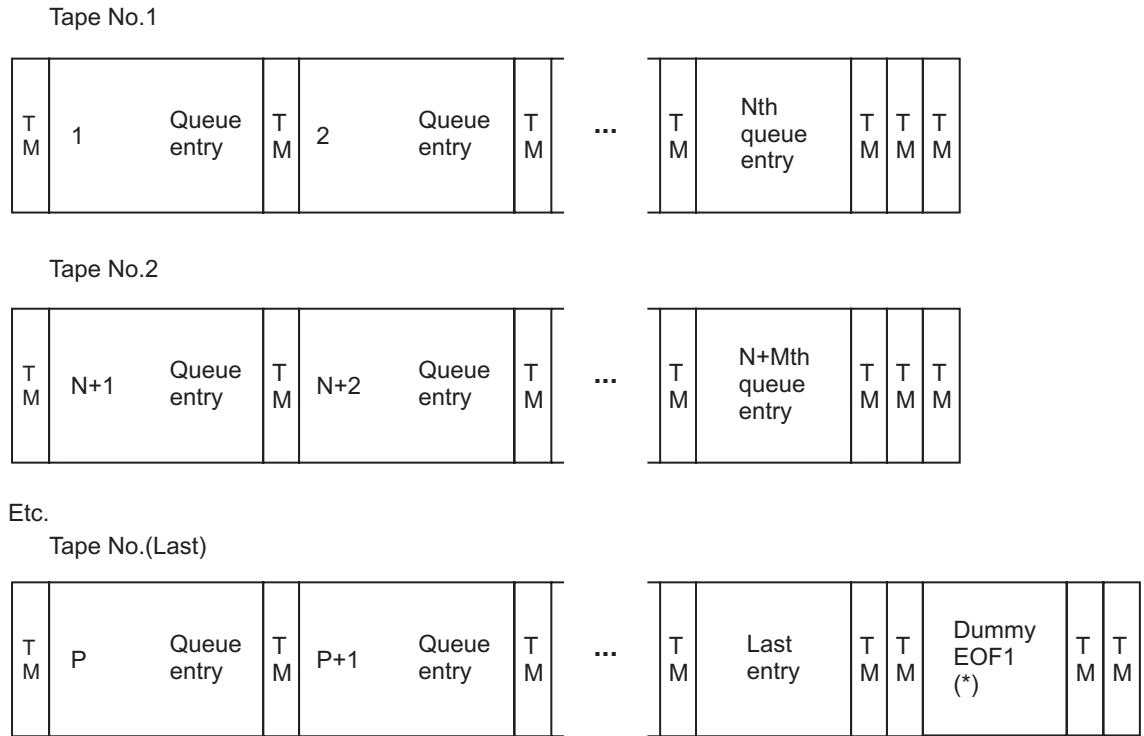 Tape No.1
T M 1 Queue entry T M 2 Queue entry T M ... T M Nth queue entry T M T M T M
Tape No.2
T M N+1 Queue entry T M N+2 Queue entry T M ... T M N+Mth queue entry T M T M T M
Etc.
Tape No.(Last)
T M P Queue entry T M P+1 Queue entry T M ... T M Last entry T M T M Dummy EOF1 (*) T M T M